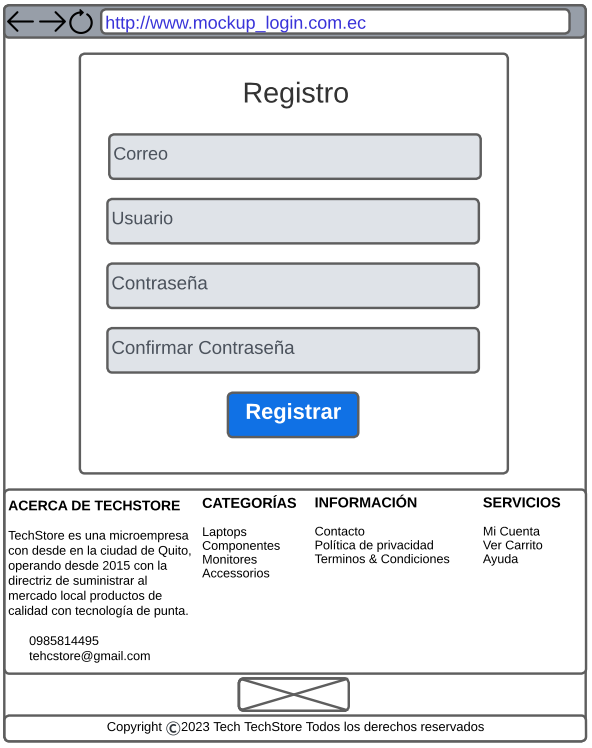 http://www.mockup_login.com.ec
Registro
Correo
Usuario
Contraseña
Confirmar Contraseña
Registrar
ACERCA DE TECHSTORE
TechStore es una microempresa
con desde en la ciudad de Quito,
operando desde 2015 con la
directriz de suministrar al
mercado local productos de
calidad con tecnología de punta.
0985814495
tehcstore@gmail.com
CATEGORÍAS
Laptops
Componentes
Monitores
Accessorios
INFORMACIÓN
Contacto
Política de privacidad
Terminos & Condiciones
SERVICIOS
Mi Cuenta
Ver Carrito
Ayuda
Copyright ©2023 Tech TechStore Todos los derechos reservados